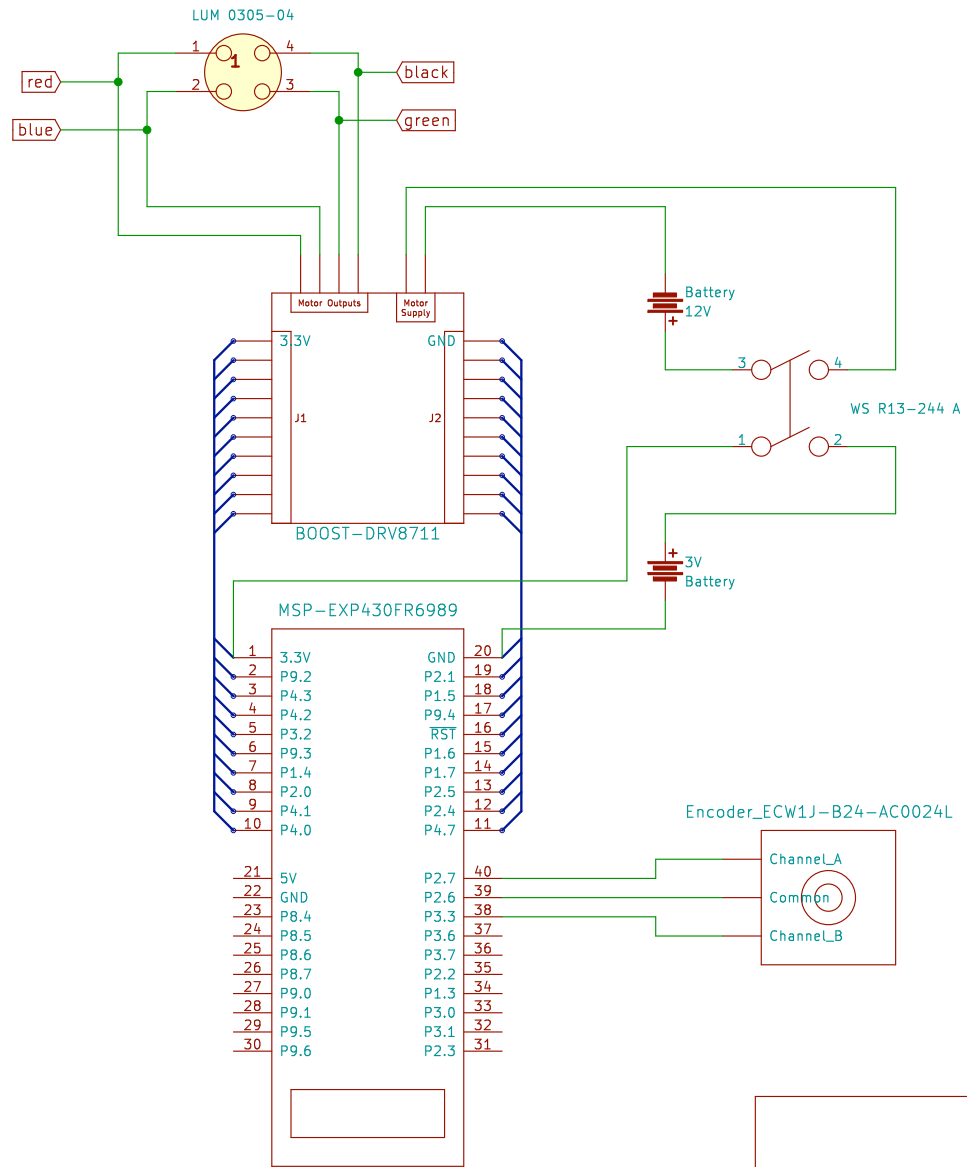 LUM 0305-04
1 4
1
2 3
red
black
blue
green
Motor Outputs
Motor
Supply
Battery
12V
+
3.3V GND
J1 J2
3 4
WS R13-244 A
1 2
BOOST-DRV8711
+
3V
Battery
MSP-EXP430FR6989
1 3.3V GND 20
2 P9.2 P2.1 19
3 P4.3 P1.5 18
4 P4.2 P9.4 17
5 P3.2 RST 16
6 P9.3 P1.6 15
7 P1.4 P1.7 14
8 P2.0 P2.5 13
9 P4.1 P2.4 12
10 P4.0 P4.7 11
Encoder_ECW1J-B24-AC0024L
Channel_A
Common
Channel_B
21 5V P2.7 40
22 GND P2.6 39
23 P8.4 P3.3 38
24 P8.5 P3.6 37
25 P8.6 P3.7 36
26 P8.7 P2.2 35
27 P9.0 P1.3 34
28 P9.1 P3.0 33
29 P9.5 P3.1 32
30 P9.6 P2.3 31